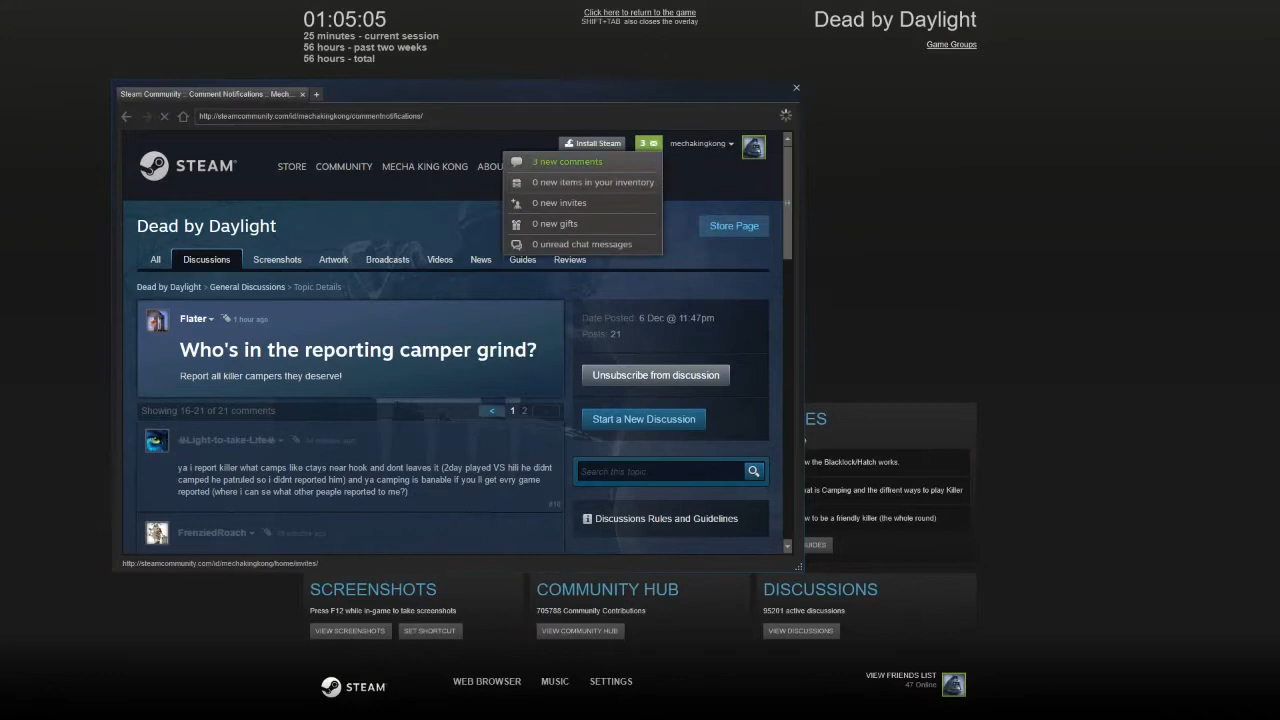 01:05:05
25 minutes - current session
56 hours - past two weeks
56 hours - total
Click here to return to the game
SHIFT+TAB also closes the overlay
Dead by Daylight
Game Groups
Steam Community :: Comment Notifications :: Mech...
http://steamcommunity.com/id/mechakingkong/commentnotifications/
Install Steam
3
mechakingkong
STEAM®
STORE
COMMUNITY
MECHA KING KONG
ABOU
3 new comments
0 new items in your inventory
0 new invites
0 new gifts
0 unread chat messages
Dead by Daylight
Store Page
All
Discussions
Screenshots
Artwork
Broadcasts
Videos
News
Guides
Reviews
Dead by Daylight > General Discussions > Topic Details
Flater
1 hour ago
Who's in the reporting camper grind?
Report all killer campers they deserve!
Date Posted: 6 Dec @ 11:47pm
Posts: 21
Unsubscribe from discussion
Start a New Discussion
Search this topic
Discussions Rules and Guidelines
Showing 16-21 of 21 comments
< 1 2
Light-to-take-Life
ya i report killer what camps like ctays near hook and dont leaves it (2day played VS hili he didnt
camped he patruled so i didnt reported him) and ya camping is banable if you ll get evry game
reported (where i can se what other peaple reported to me?)
#16
FrenziedRoach
http://steamcommunity.com/id/mechakingkong/home/invites/
ES
w the Blacklock/Hatch works.
at is Camping and the diffrent ways to play Killer
w to be a friendly killer (the whole round)
UIDES
SCREENSHOTS
Press F12 while in-game to take screenshots
VIEW SCREENSHOTS
SET SHORTCUT
COMMUNITY HUB
705788 Community Contributions
VIEW COMMUNITY HUB
DISCUSSIONS
95201 active discussions
VIEW DISCUSSIONS
STEAM
WEB BROWSER
MUSIC
SETTINGS
VIEW FRIENDS LIST
47 Online